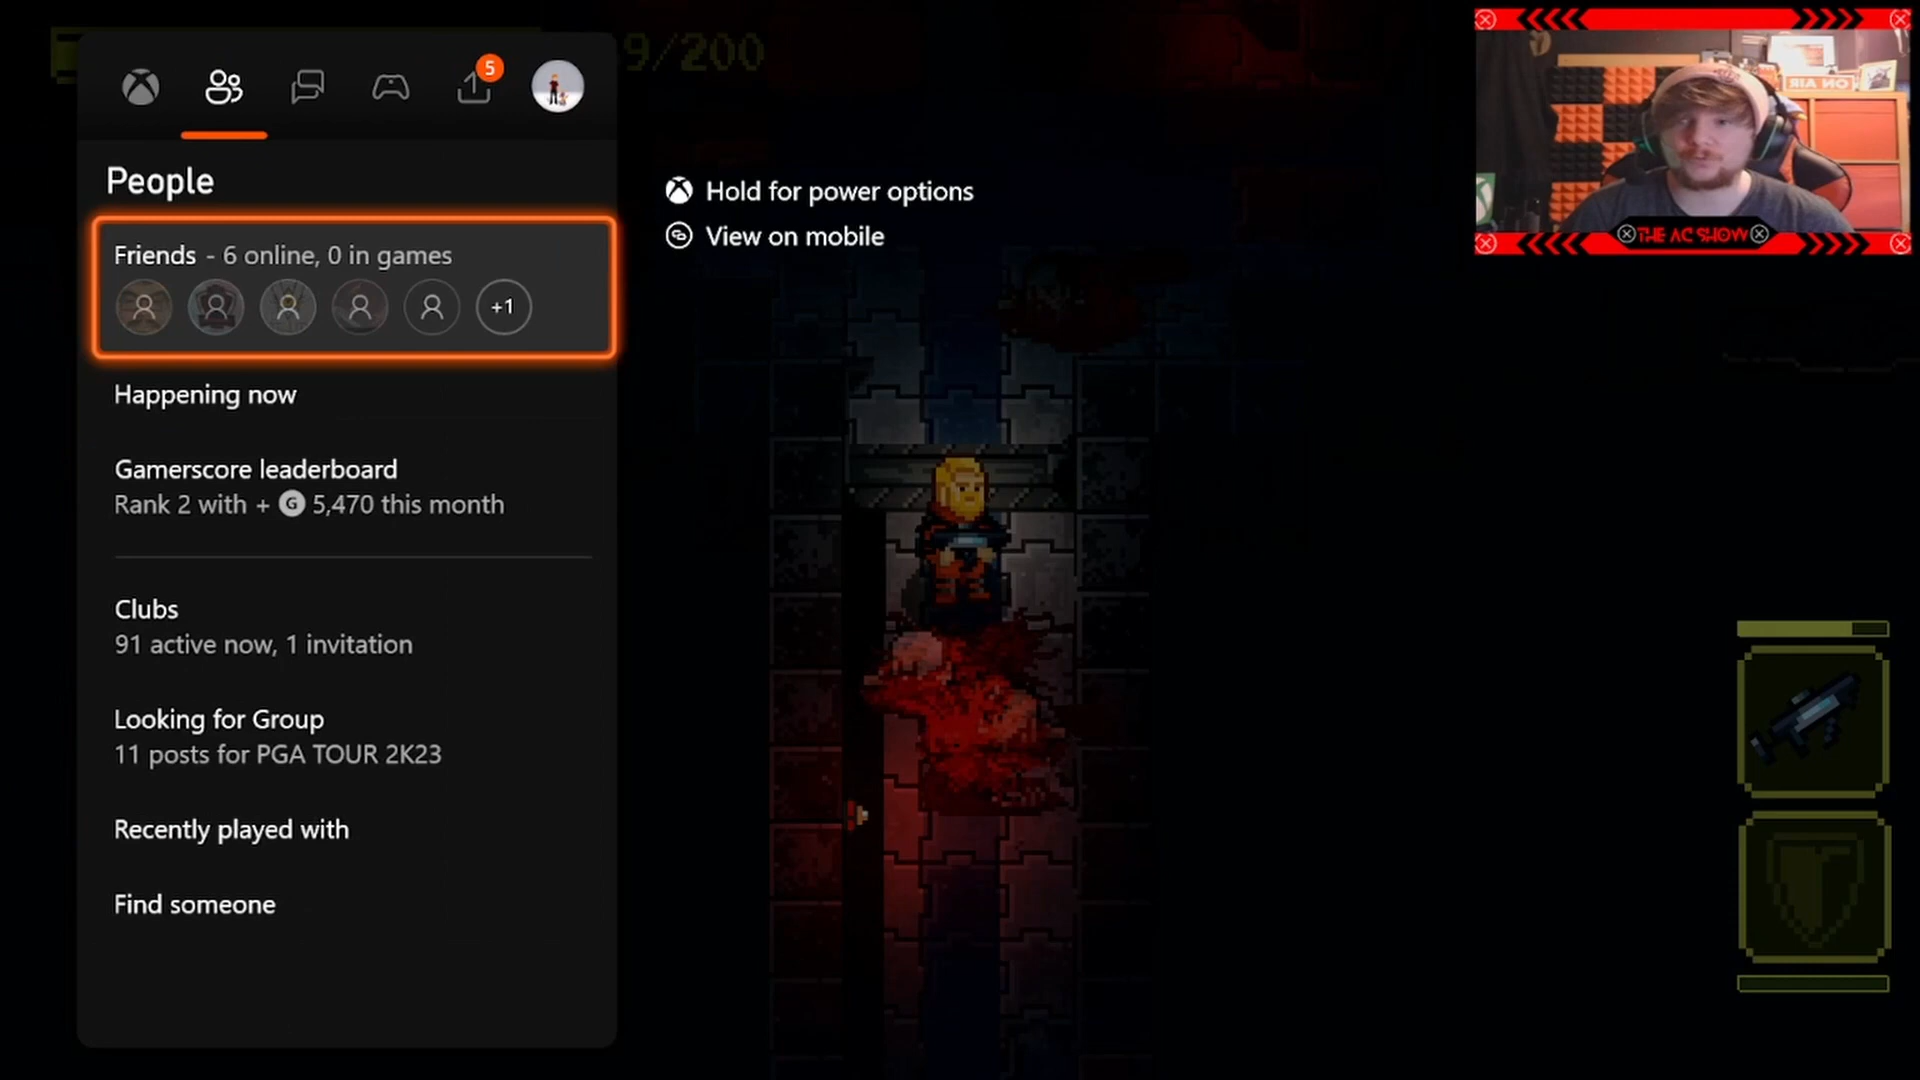 9/200
5
People
Friends - 6 online, 0 in games
+1
Happening now
Gamerscore leaderboard
Rank 2 with + G 5,470 this month
Clubs
91 active now, 1 invitation
Looking for Group
11 posts for PGA TOUR 2K23
Recently played with
Find someone
Hold for power options
View on mobile
ON AIR
THE AC SHOW